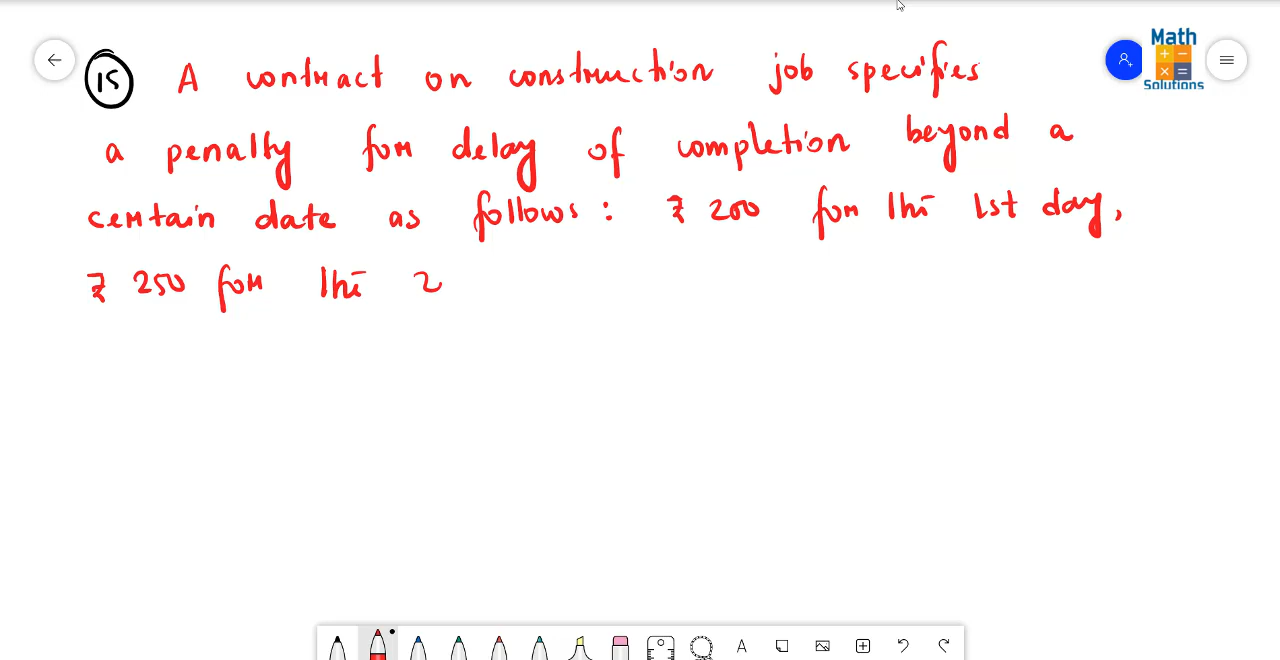 Math
Solutions
15 A contract on construction job specifies
a penalty for delay of completion beyond a
certain date as follows: ₹ 200 for the 1st day,
₹ 250 for the 2
A